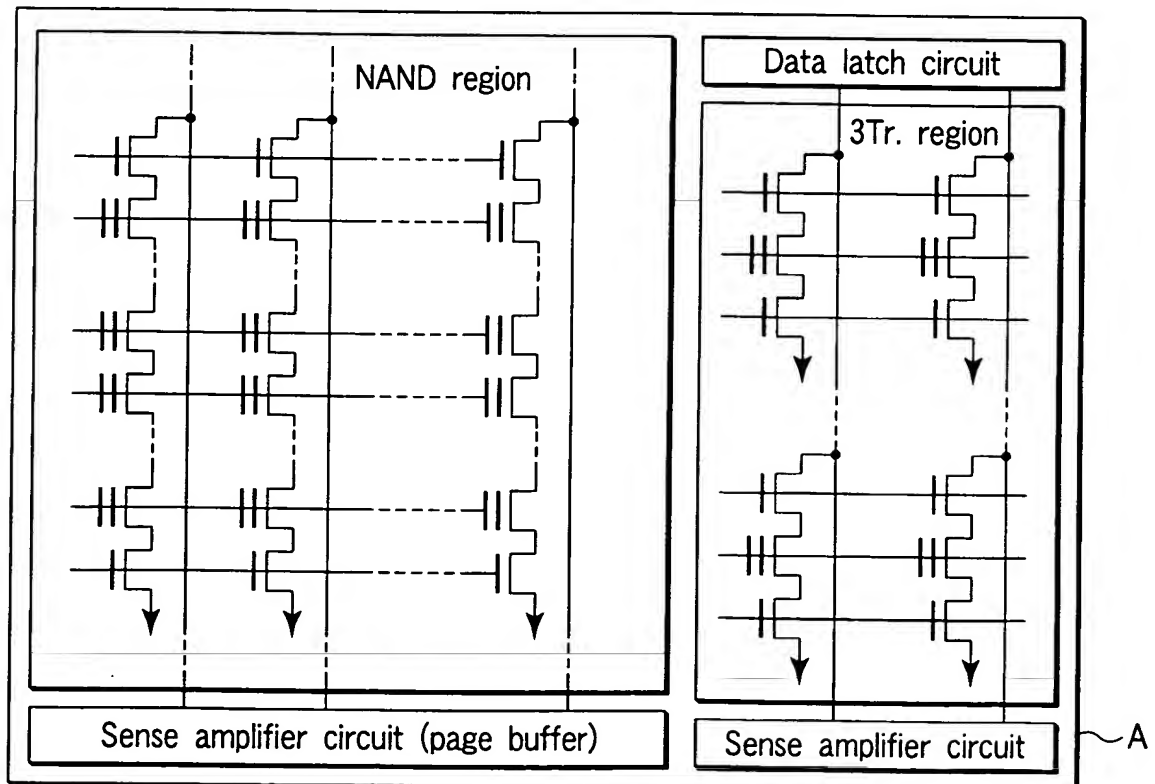 NAND region
Data latch circuit
3Tr. region
Sense amplifier circuit (page buffer)
Sense amplifier circuit
A